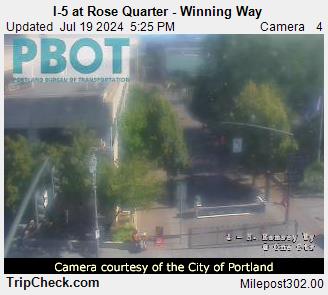 I-5 at Rose Quarter - Winning Way
Updated Jul 19 2024 5:25 PM Camera 4
PBOT
PORTLAND BUREAU OF TRANSPORTATION
Camera courtesy of the City of Portland
TripCheck.com Milepost302.00